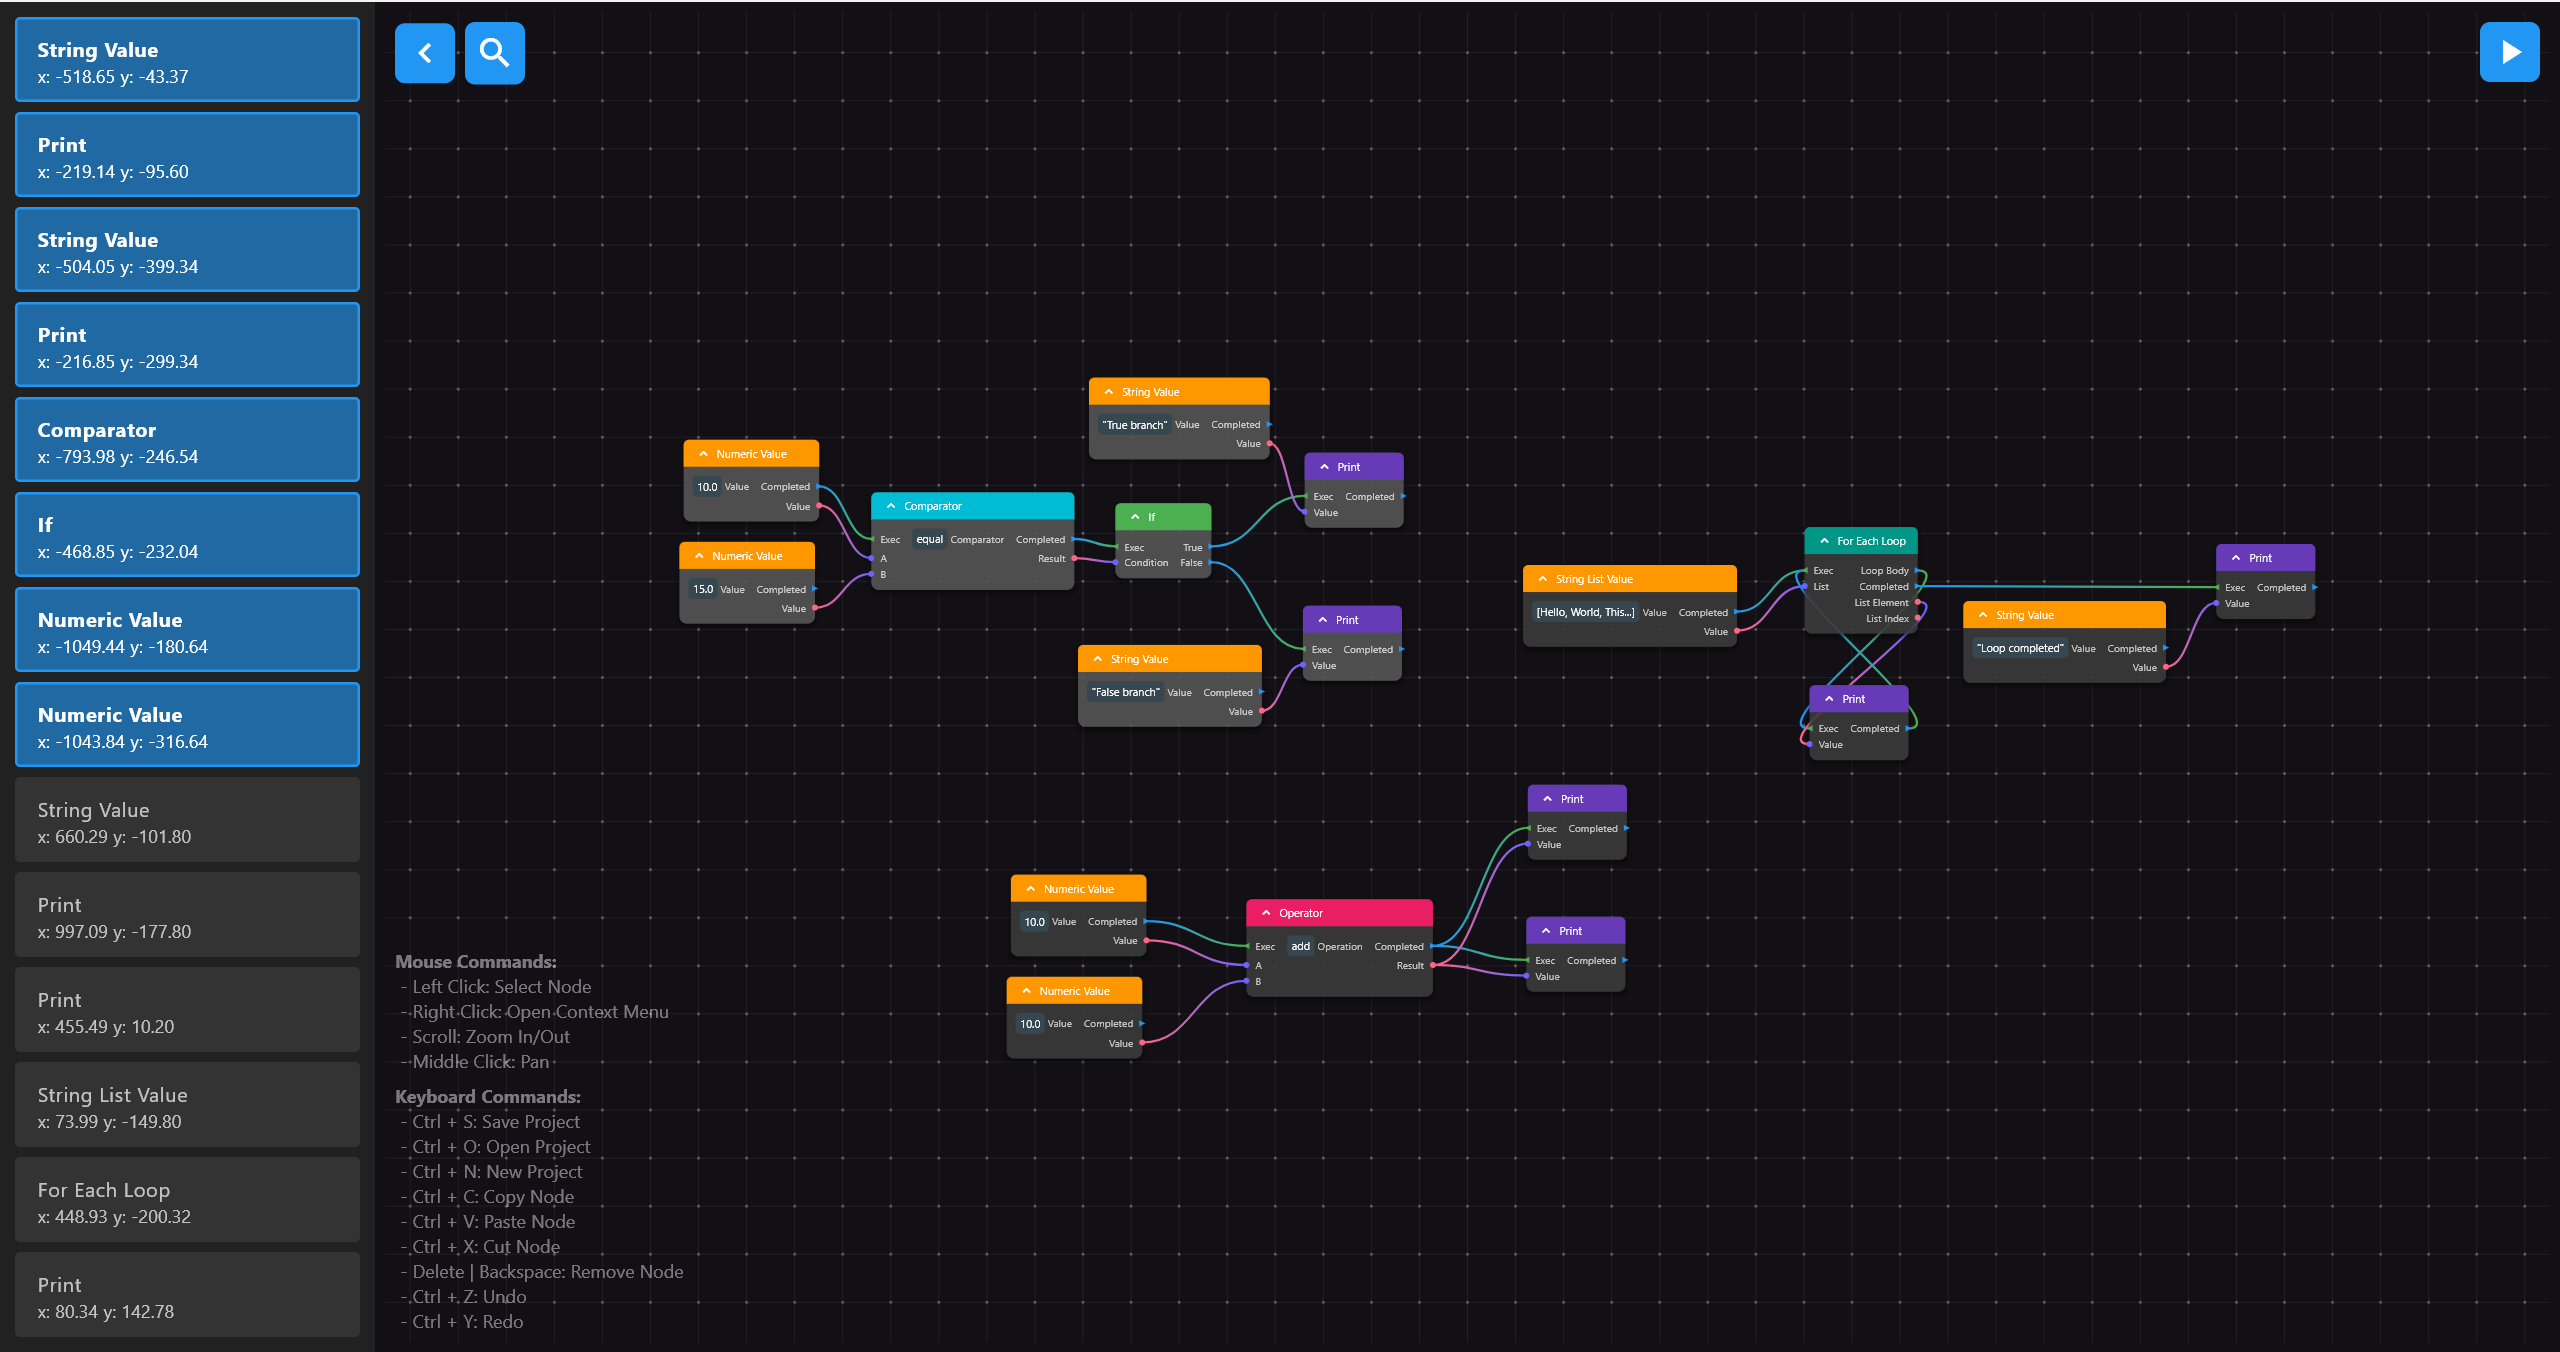 String Value
x: -518.65 y: -43.37
Print
x: -219.14 y: -95.60
String Value
x: -504.05 y: -399.34
Print
x: -216.85 y: -299.34
Comparator
x: -793.98 y: -246.54
If
x: -468.85 y: -232.04
Numeric Value
x: -1049.44 y: -180.64
Numeric Value
x: -1043.84 y: -316.64
String Value
x: 660.29 y: -101.80
Print
x: 997.09 y: -177.80
Print
x: 455.49 y: 10.20
String List Value
x: 73.99 y: -149.80
For Each Loop
x: 448.93 y: -200.32
Print
x: 80.34 y: 142.78
String Value
"True branch" Value Completed
Value
Numeric Value
10.0 Value Completed
Value
Numeric Value
15.0 Value Completed
Value
Comparator
Exec equal Comparator Completed
A Result
B
If
Exec True
Condition False
Print
Exec Completed
Value
Print
Exec Completed
Value
String Value
"False branch" Value Completed
Value
String List Value
[Hello, World, This...] Value Completed
Value
For Each Loop
Exec Loop Body
List Completed
List Element
List Index
String Value
"Loop completed" Value Completed
Value
Print
Exec Completed
Value
Print
Exec Completed
Value
Print
Exec Completed
Value
Numeric Value
10.0 Value Completed
Value
Operator
Exec add Operation Completed
A Result
B
Print
Exec Completed
Value
Numeric Value
10.0 Value Completed
Value
Mouse Commands:
- Left Click: Select Node
- Right Click: Open Context Menu
- Scroll: Zoom In/Out
- Middle Click: Pan
Keyboard Commands:
- Ctrl + S: Save Project
- Ctrl + O: Open Project
- Ctrl + N: New Project
- Ctrl + C: Copy Node
- Ctrl + V: Paste Node
- Ctrl + X: Cut Node
- Delete | Backspace: Remove Node
- Ctrl + Z: Undo
- Ctrl + Y: Redo